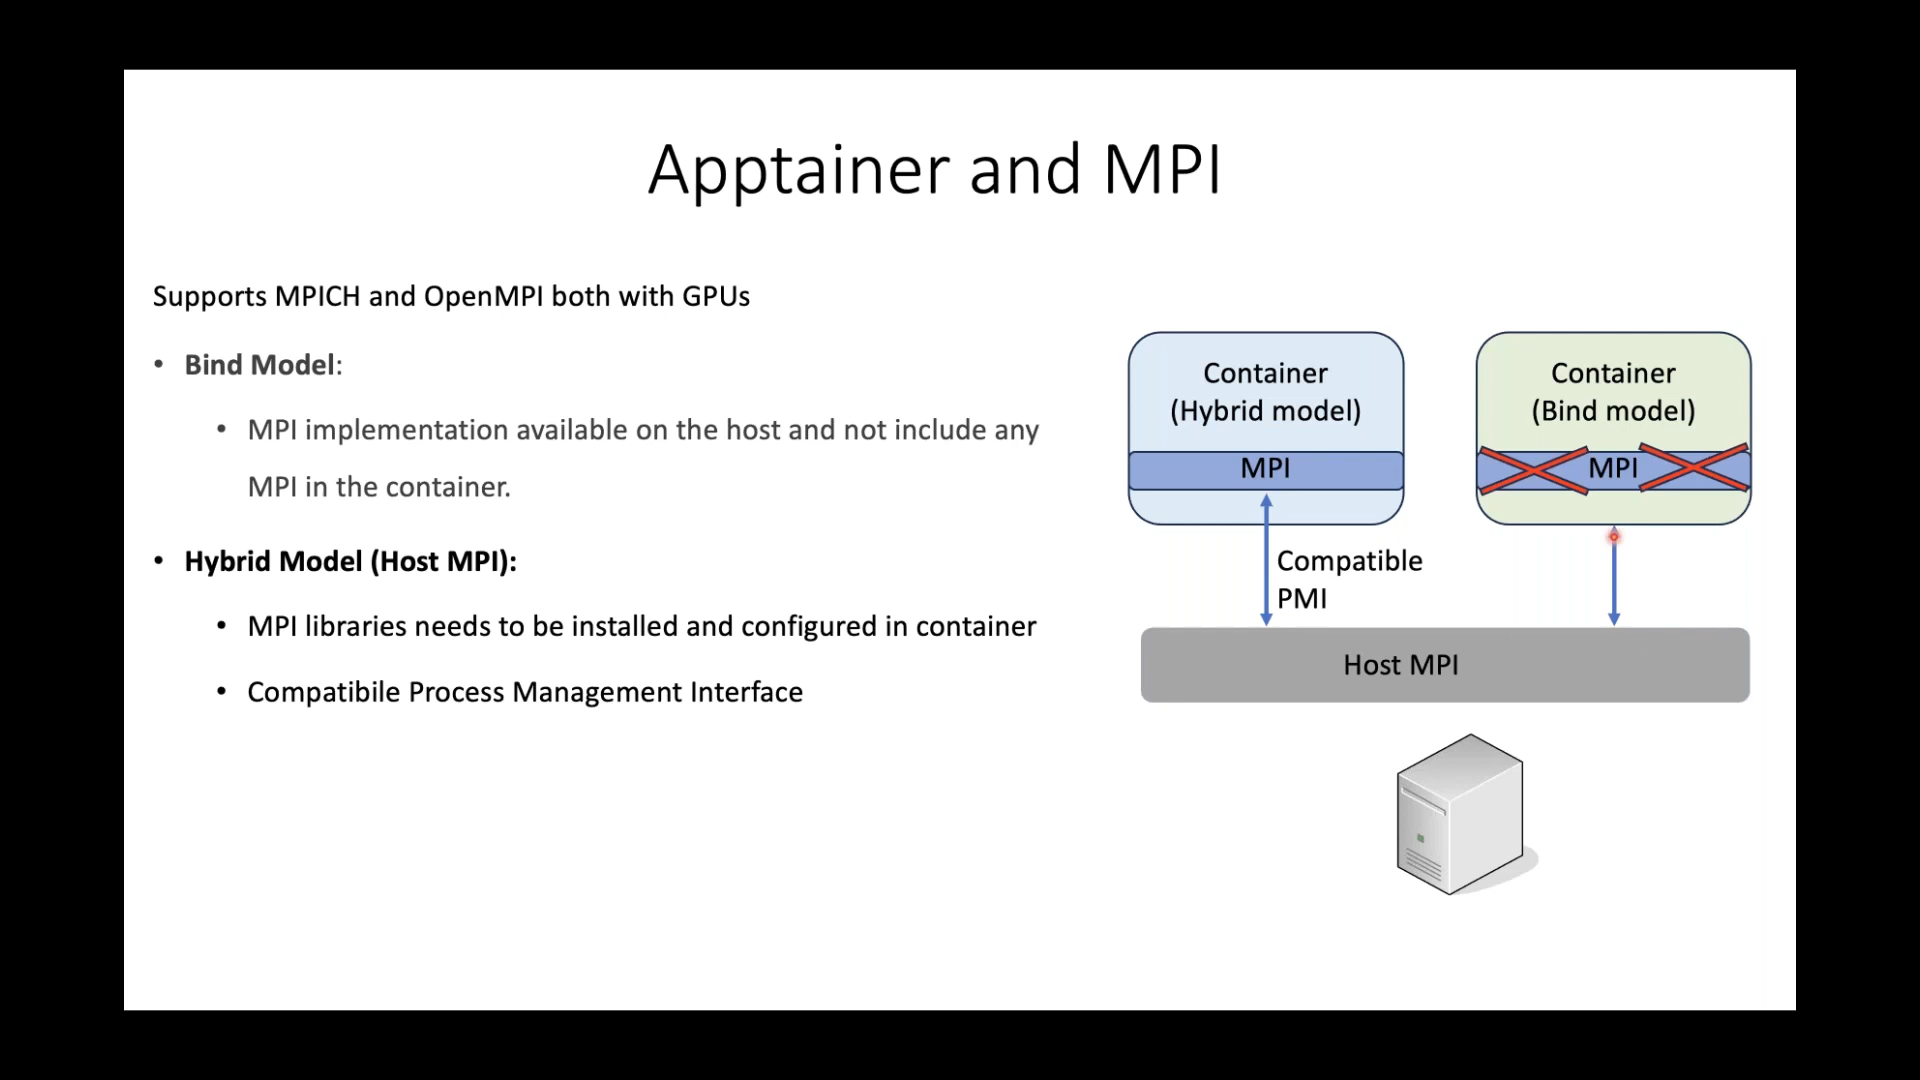 Apptainer and MPI
Supports MPICH and OpenMPI both with GPUs
• Bind Model:
• MPI implementation available on the host and not include any
MPI in the container.
• Hybrid Model (Host MPI):
• MPI libraries needs to be installed and configured in container
• Compatibile Process Management Interface
Container
(Hybrid model)
MPI
Container
(Bind model)
MPI
Compatible
PMI
Host MPI